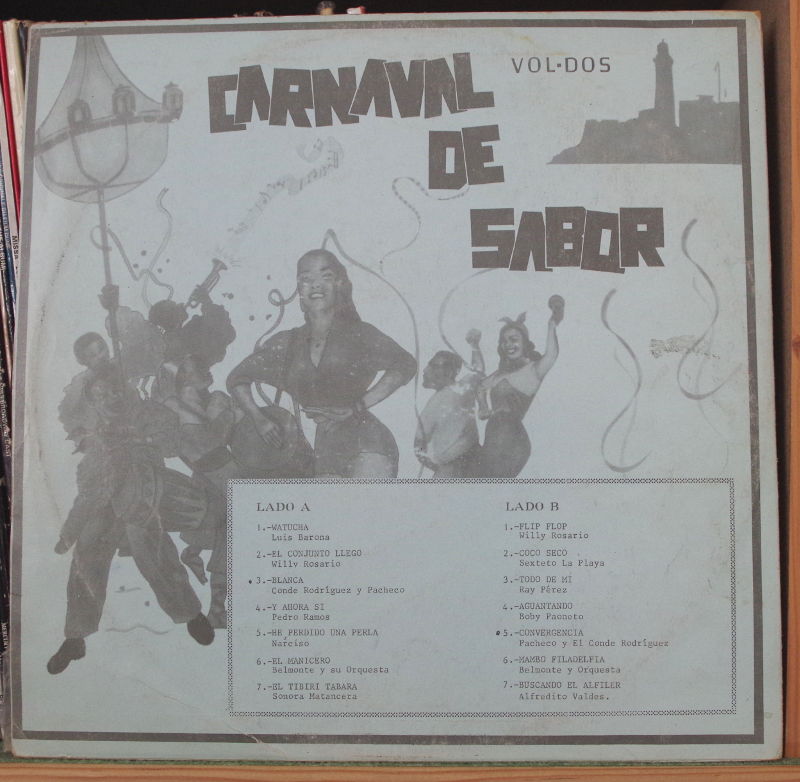 CARNAVAL
VOL-DOS
DE
SABOR
LADO A
1.-WATUCHA
Luis Barona
2.-EL CONJUNTO LLEGO
Willy Rosario
3.-BLANCA
Conde Rodríguez y Pacheco
4.-Y AHORA SI
Pedro Ramos
5.-HE PERDIDO UNA PERLA
Narciso
6.-EL MANICERO
Belmonte y su Orquesta
7.-EL TIBIRI TABARA
Sonora Matancera
LADO B
1.-FLIP FLOP
Willy Rosario
2.-COCO SECO
Sexteto La Playa
3.-TODO DE MÍ
Ray Pérez
4.-AGUANTANDO
Boby Paoneto
5.-CONVERGENCIA
Pacheco y El Conde Rodríguez
6.-MAMBO FILADELFIA
Belmonte y Orquesta
7.-BUSCANDO EL ALFILER
Alfredito Valdes.
MISSA